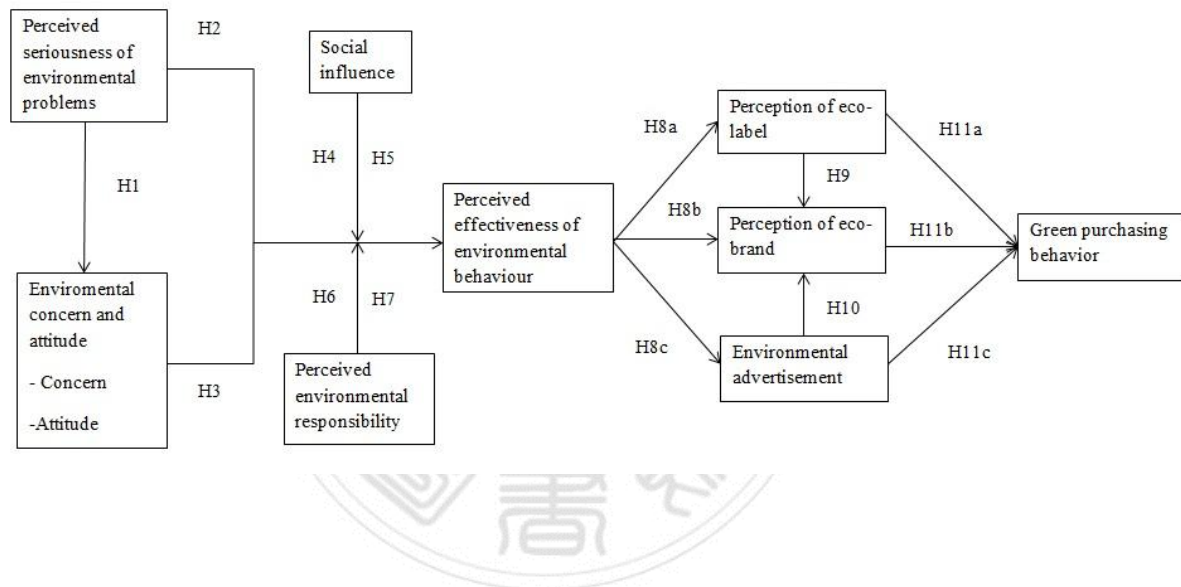 Perceived
seriousness of
environmental
problems
H2
Social
influence
H1
H4
H5
Enviromental
concern and
attitude
- Concern
-Attitude
H3
H6
H7
Perceived
environmental
responsibility
Perceived
effectiveness of
environmental
behaviour
H8a
H8b
H8c
Perception of eco-
label
H9
Perception of eco-
brand
H10
Environmental
advertisement
H11a
H11b
H11c
Green purchasing
behavior